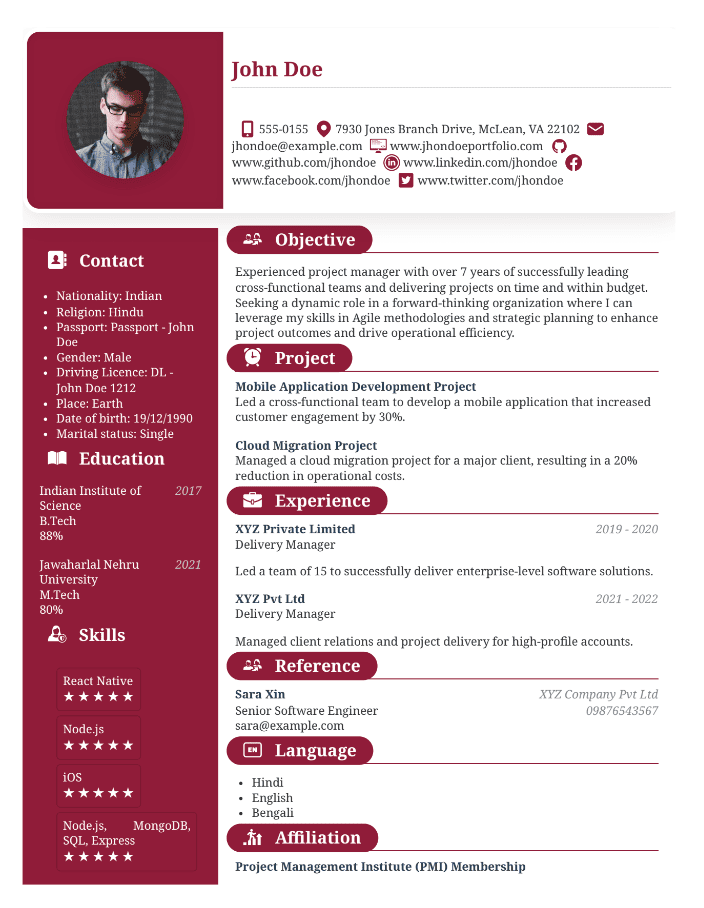 John Doe
555-0155 7930 Jones Branch Drive, McLean, VA 22102
jhondoe@example.com www.jhondoeportfolio.com
www.github.com/jhondoe www.linkedin.com/jhondoe
www.facebook.com/jhondoe www.twitter.com/jhondoe
Contact
Nationality: Indian
Religion: Hindu
Passport: Passport - John
Doe
Gender: Male
Driving Licence: DL -
John Doe 1212
Place: Earth
Date of birth: 19/12/1990
Marital status: Single
Education
Indian Institute of 2017
Science
B.Tech
88%
Jawaharlal Nehru 2021
University
M.Tech
80%
Skills
React Native
★★★★★
Node.js
★★★★★
iOS
★★★★★
Node.js, MongoDB,
SQL, Express
★★★★★
Objective
Experienced project manager with over 7 years of successfully leading
cross-functional teams and delivering projects on time and within budget.
Seeking a dynamic role in a forward-thinking organization where I can
leverage my skills in Agile methodologies and strategic planning to enhance
project outcomes and drive operational efficiency.
Project
Mobile Application Development Project
Led a cross-functional team to develop a mobile application that increased
customer engagement by 30%.
Cloud Migration Project
Managed a cloud migration project for a major client, resulting in a 20%
reduction in operational costs.
Experience
XYZ Private Limited 2019 - 2020
Delivery Manager
Led a team of 15 to successfully deliver enterprise-level software solutions.
XYZ Pvt Ltd 2021 - 2022
Delivery Manager
Managed client relations and project delivery for high-profile accounts.
Reference
Sara Xin XYZ Company Pvt Ltd
Senior Software Engineer 09876543567
sara@example.com
EN Language
Hindi
English
Bengali
Affiliation
Project Management Institute (PMI) Membership